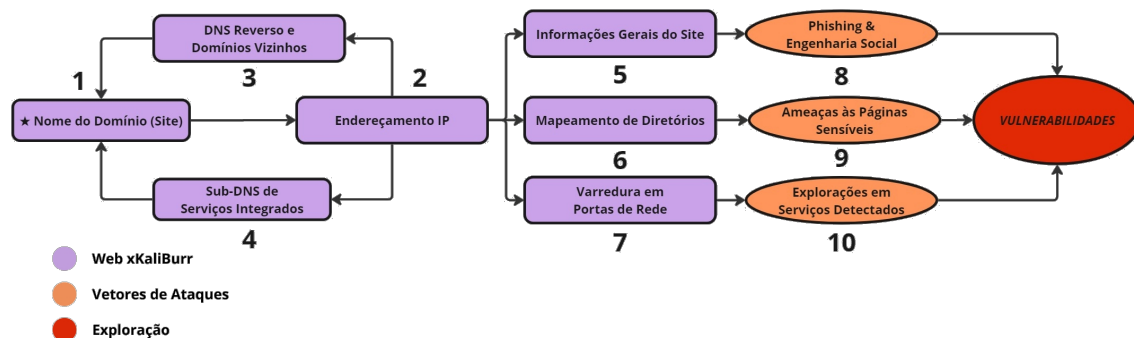 DNS Reverso e
Domínios Vizinhos
3
1
★ Nome do Domínio (Site)
2
Endereçamento IP
Sub-DNS de
Serviços Integrados
4
Informações Gerais do Site
5
Mapeamento de Diretórios
6
Varredura em
Portas de Rede
7
Phishing &
Engenharia Social
8
Ameaças às Páginas
Sensíveis
9
Explorações em
Serviços Detectados
10
VULNERABILIDADES
Web xKaliBurr
Vetores de Ataques
Exploração